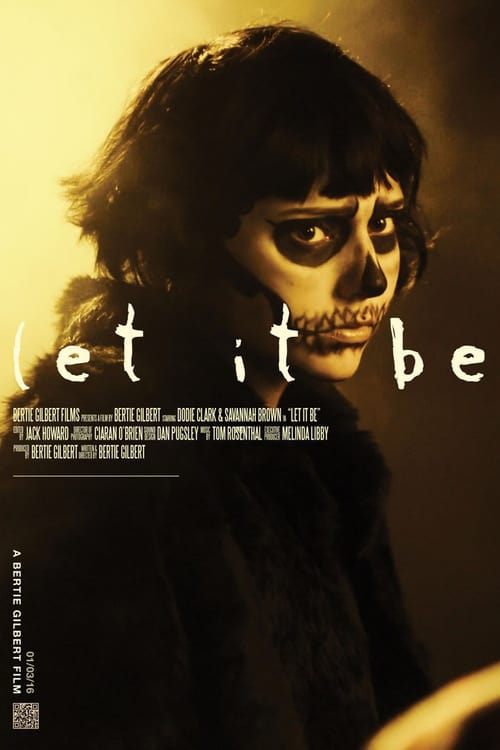 let it be
BERTIE GILBERT FILMS PRESENTS A FILM BY BERTIE GILBERT STARRING DODIE CLARK & SAVANNAH BROWN IN "LET IT BE"
EDITED BY JACK HOWARD DIRECTOR OF PHOTOGRAPHY CIARAN O'BRIEN SOUND DESIGN DAN PUGSLEY MUSIC BY TOM ROSENTHAL EXECUTIVE PRODUCER MELINDA LIBBY
PRODUCED BY BERTIE GILBERT WRITTEN & DIRECTED BY BERTIE GILBERT
A BERTIE GILBERT FILM
01/03/16